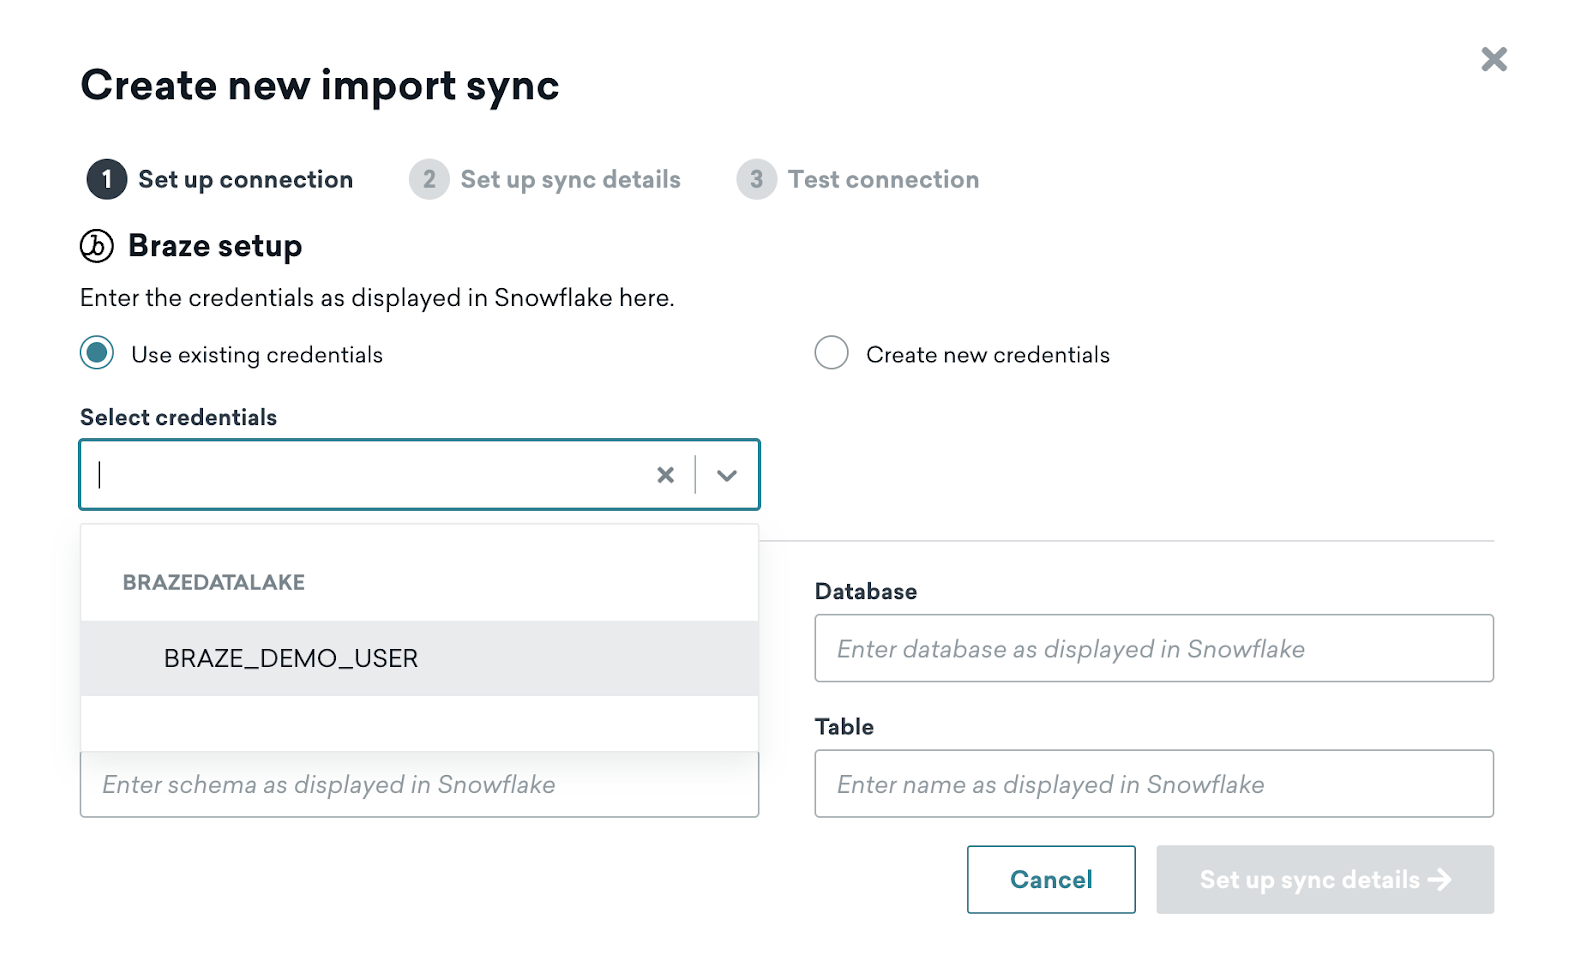 Create new import sync
1 Set up connection 2 Set up sync details 3 Test connection
b Braze setup
Enter the credentials as displayed in Snowflake here.
Use existing credentials Create new credentials
Select credentials
BRAZEDATALAKE
BRAZE_DEMO_USER
Database
Enter database as displayed in Snowflake
Table
Enter schema as displayed in Snowflake
Enter name as displayed in Snowflake
Cancel Set up sync details →